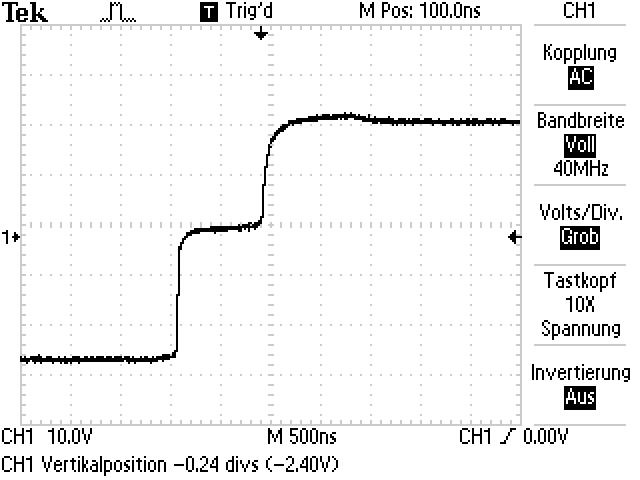 Tek T Trig'd M Pos: 100.0ns CH1
Kopplung
AC
Bandbreite
Voll
40MHz
Volts/Div.
Grob
1
Tastkopf
10X
Spannung
Invertierung
Aus
CH1 10.0V M 500ns CH1 0.00V
CH1 Vertikalposition -0.24 divs (-2.40V)